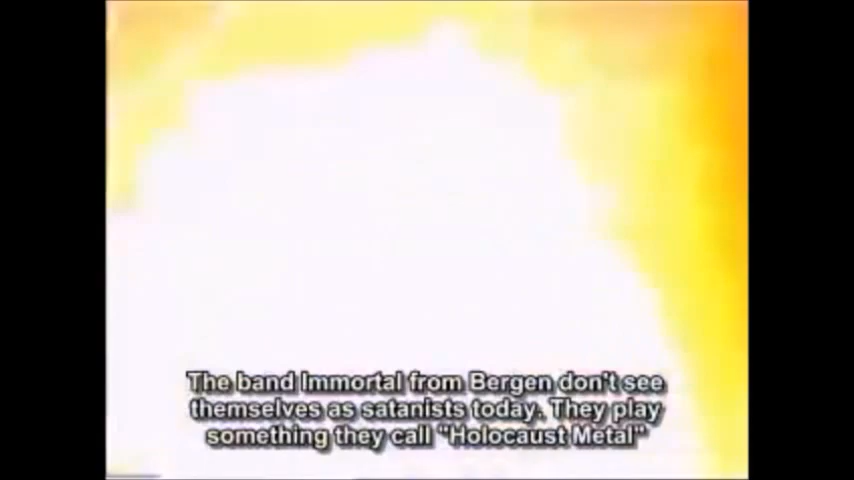 The band Immortal from Bergen don't see
themselves as satanists today. They play
something they call "Holocaust Metal"